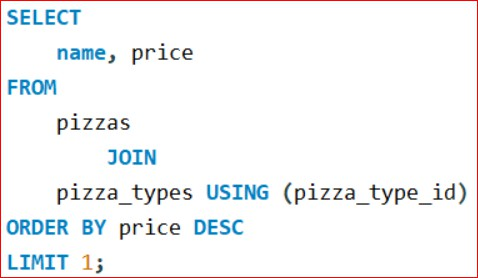 SELECT
    name, price
FROM
    pizzas
        JOIN
    pizza_types USING (pizza_type_id)
ORDER BY price DESC
LIMIT 1;